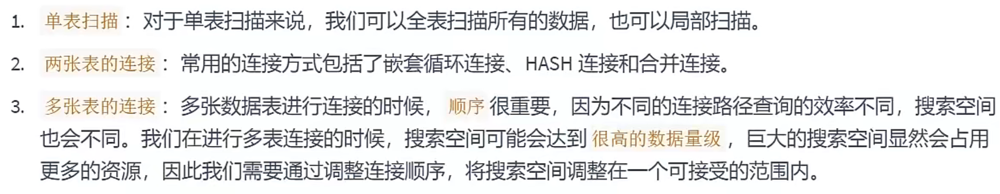 1. 单表扫描：对于单表扫描来说，我们可以全表扫描所有的数据，也可以局部扫描。
2. 两张表的连接：常用的连接方式包括了嵌套循环连接、HASH 连接和合并连接。
3. 多张表的连接：多张数据表进行连接的时候，顺序很重要，因为不同的连接路径查询的效率不同，搜索空间
也会不同。我们在进行多表连接的时候，搜索空间可能会达到很高的数据量级，巨大的搜索空间显然会占用
更多的资源，因此我们需要通过调整连接顺序，将搜索空间调整在一个可接受的范围内。